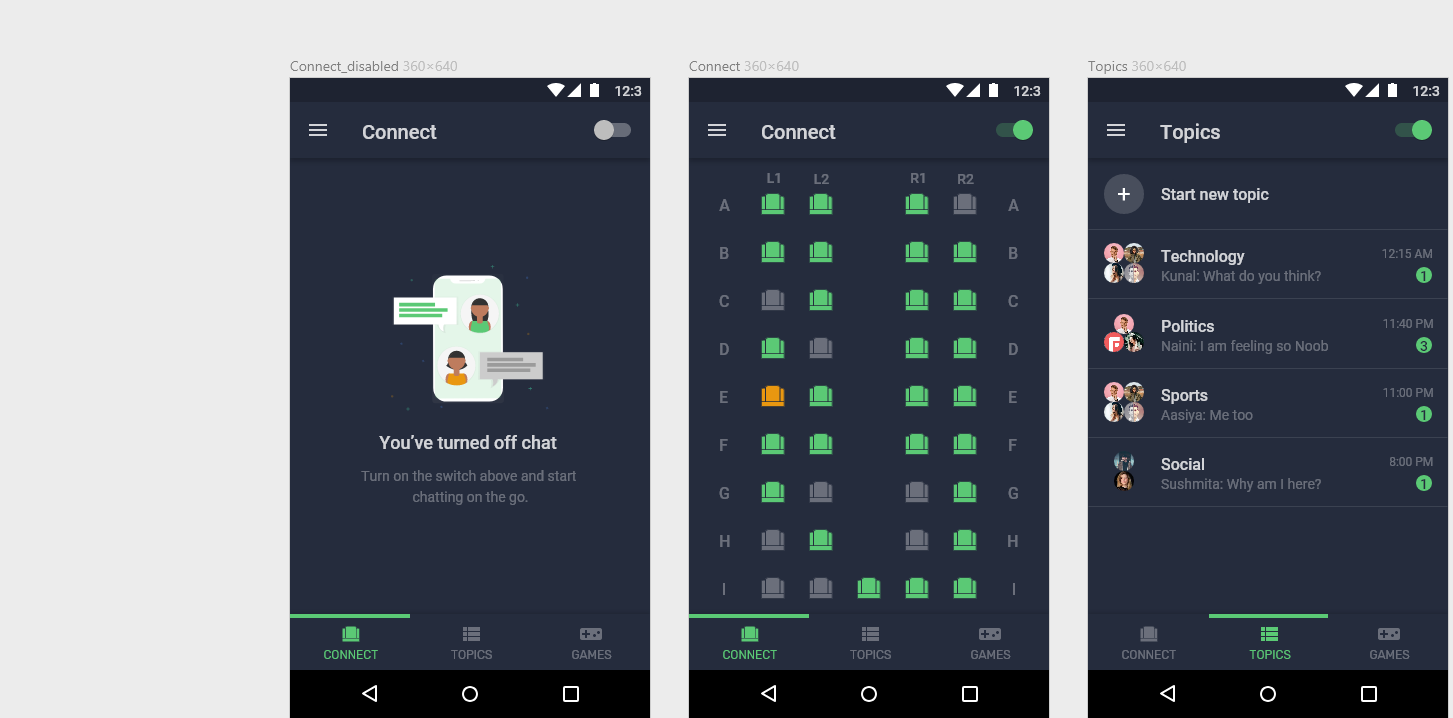 Connect_disabled 360×640
12:3
Connect
You've turned off chat
Turn on the switch above and start
chatting on the go.
CONNECT TOPICS GAMES
Connect 360×640
12:3
Connect
L1 L2 R1 R2
A A
B B
C C
D D
E E
F F
G G
H H
I I
CONNECT TOPICS GAMES
Topics 360×640
12:3
Topics
+ Start new topic
Technology 12:15 AM
Kunal: What do you think? 1
Politics 11:40 PM
Naini: I am feeling so Noob 3
Sports 11:00 PM
Aasiya: Me too 1
Social 8:00 PM
Sushmita: Why am I here? 1
CONNECT TOPICS GAMES